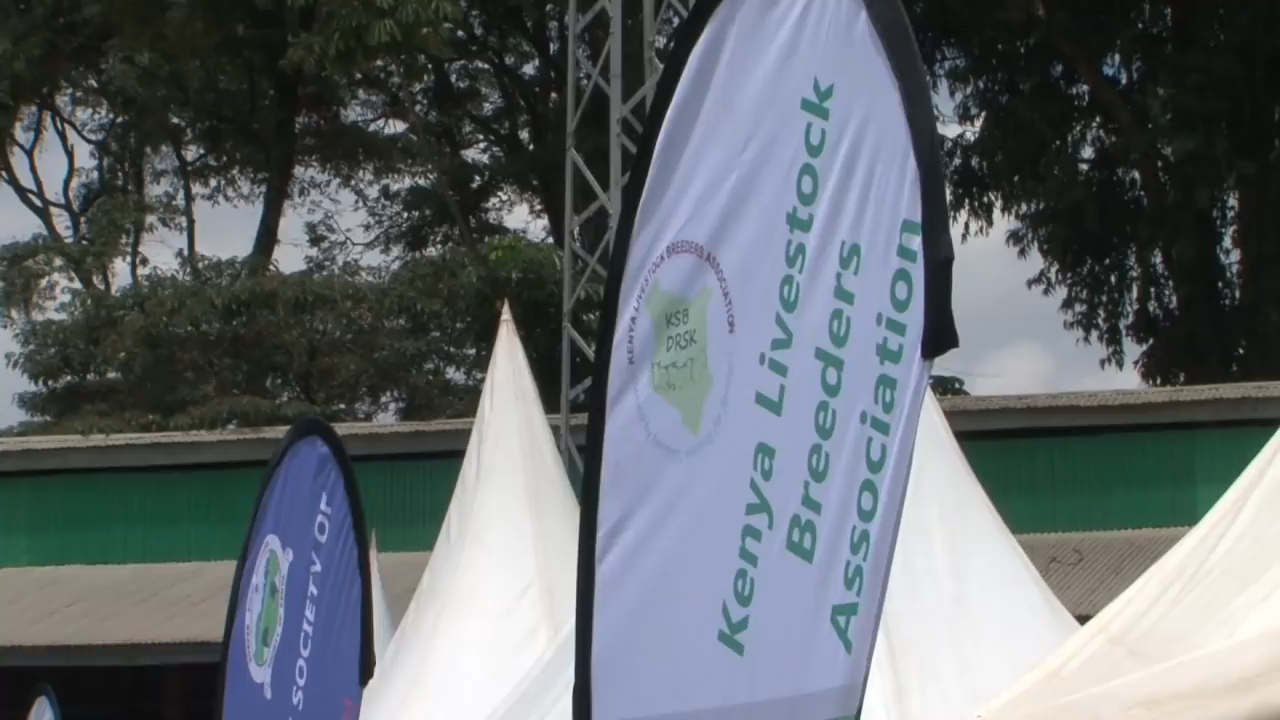 KENYA LIVESTOCK BREEDERS ASSOCIATION
KSB
DRSK
Kenya Livestock
Breeders
Association
SOCIETY OF